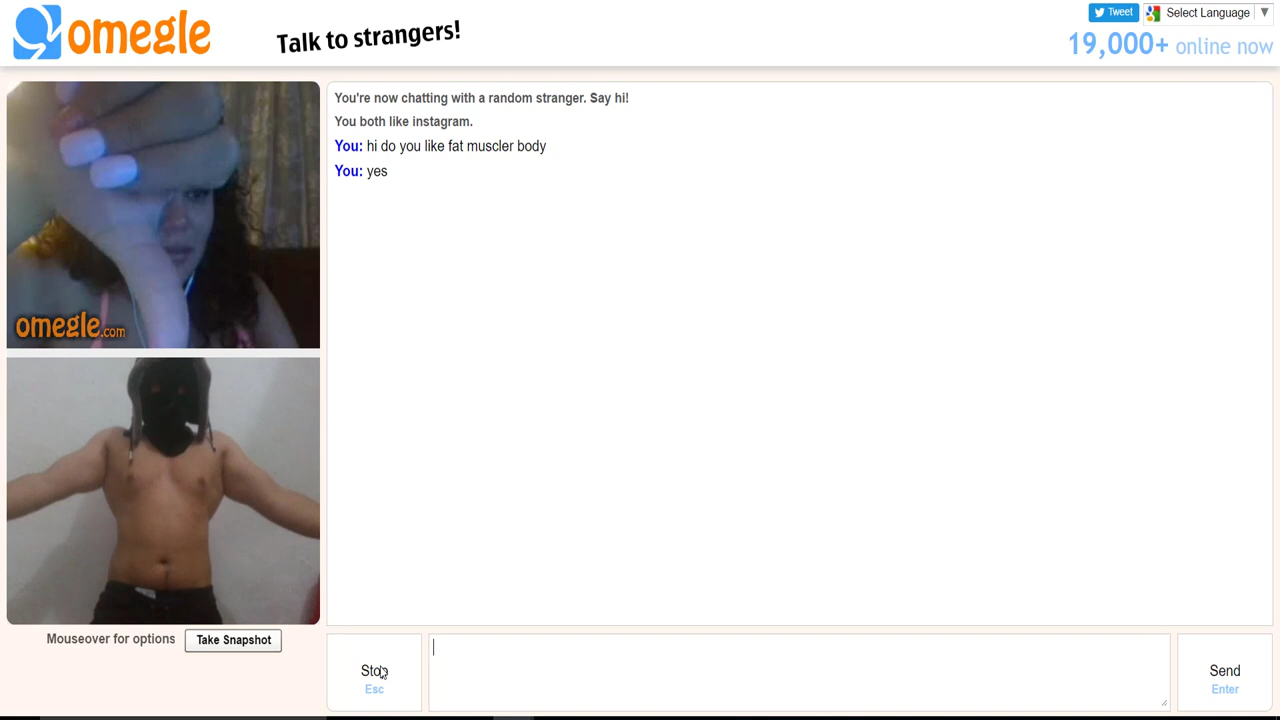 omegle
Talk to strangers!
Tweet
Select Language ▼
19,000+ online now
You're now chatting with a random stranger. Say hi!
You both like instagram.
You: hi do you like fat muscler body
You: yes
omegle.com
Mouseover for options
Take Snapshot
Stop
Esc
Send
Enter